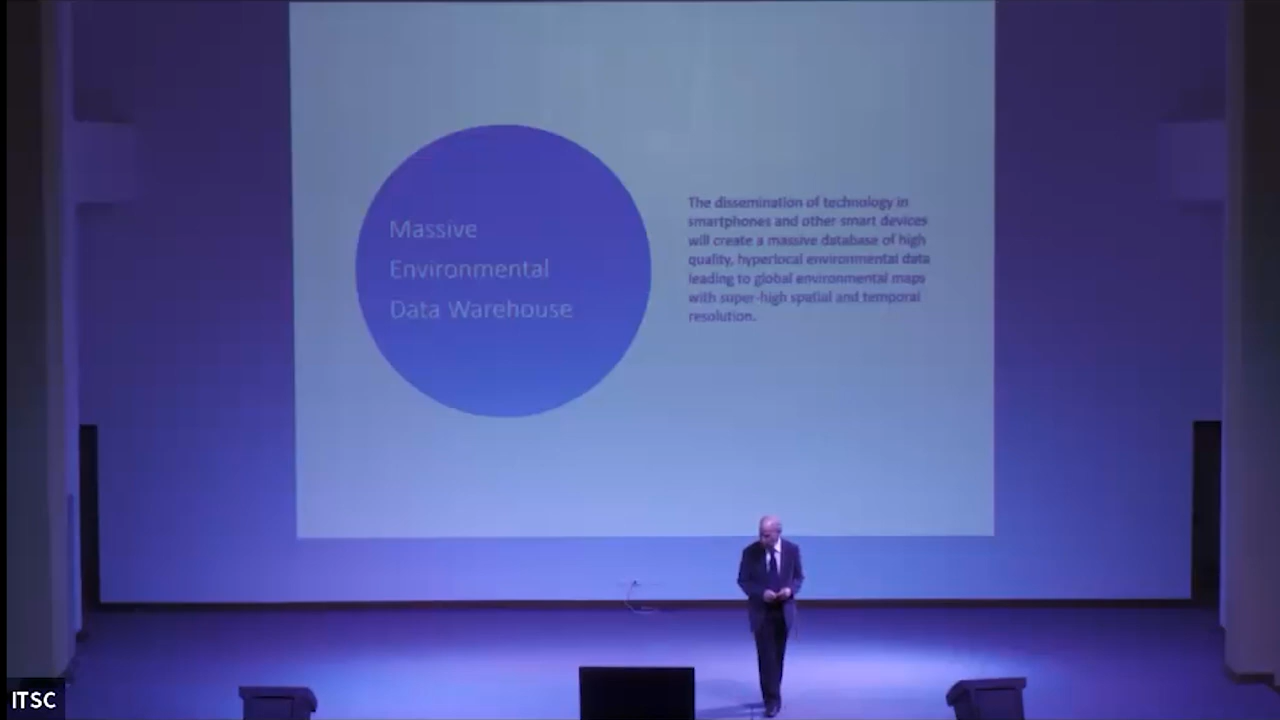 Massive
Environmental
Data Warehouse
The dissemination of technology in
smartphones and other smart devices
will create a massive database of high
quality, hyperlocal environmental data
leading to global environmental maps
with super-high spatial and temporal
resolution.
ITSC